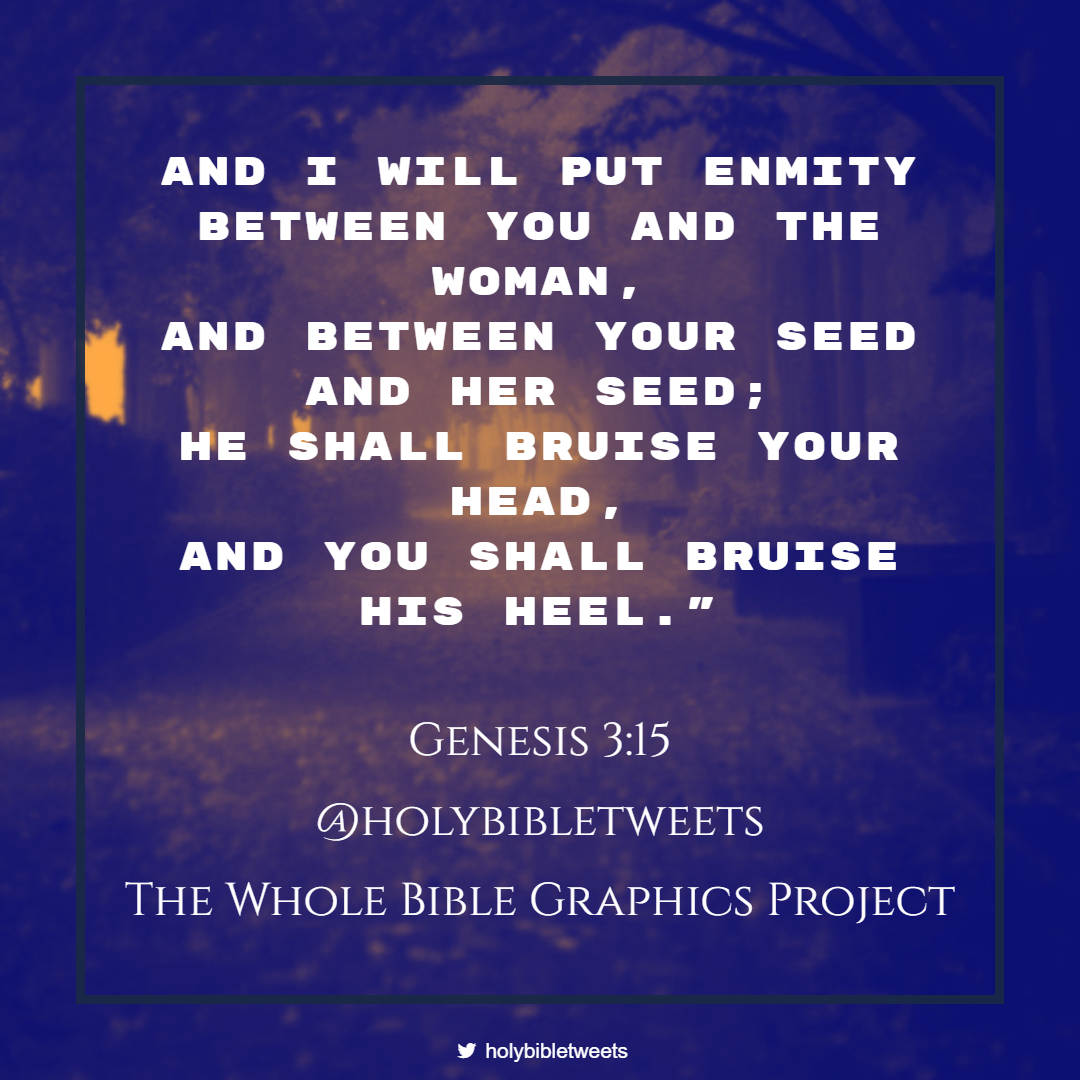 AND I WILL PUT ENMITY
BETWEEN YOU AND THE
WOMAN,
AND BETWEEN YOUR SEED
AND HER SEED;
HE SHALL BRUISE YOUR
HEAD,
AND YOU SHALL BRUISE
HIS HEEL.”
Genesis 3:15
@holybibletweets
The Whole Bible Graphics Project
holybibletweets